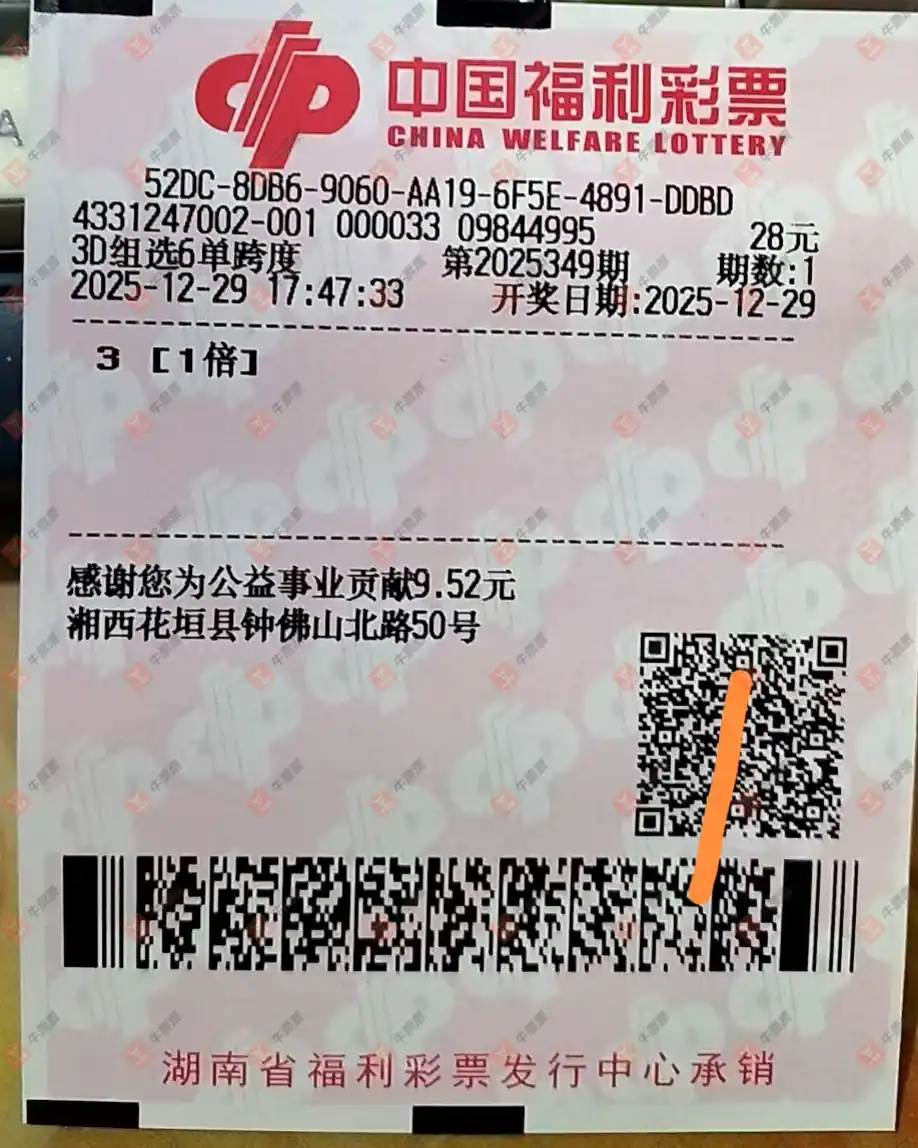 中国福利彩票
CHINA WELFARE LOTTERY
52DC-8DB6-9060-AA19-6F5E-4891-DDBD
4331247002-001 000033 09844995 28元
3D组选6单跨度 第2025349期 期数:1
2025-12-29 17:47:33 开奖日期:2025-12-29
3 [1倍]
感谢您为公益事业贡献9.52元
湘西花垣县钟佛山北路50号
湖南省福利彩票发行中心承销